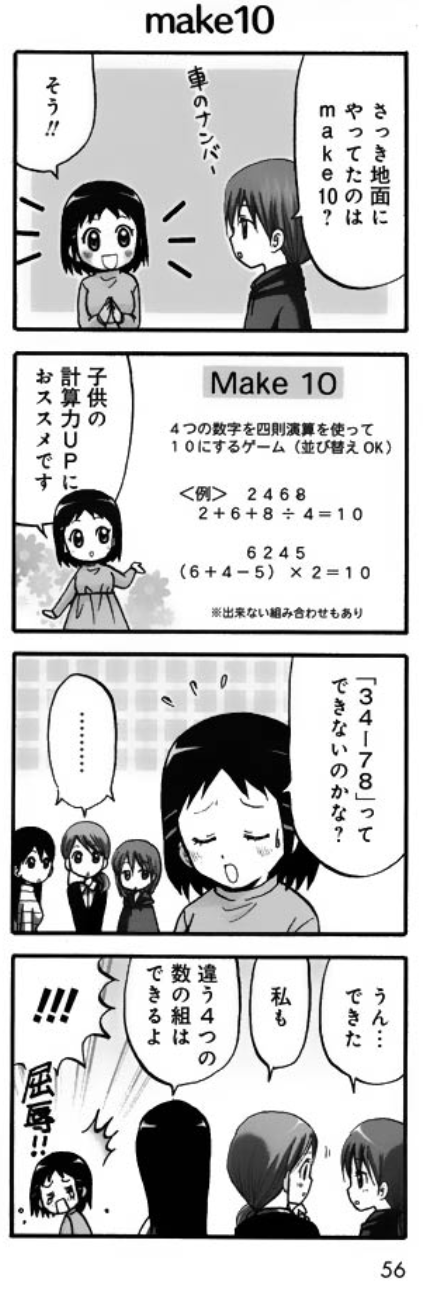 make10
さっき地面に
やってたのは
make10?
車のナンバー
そう!!
Make 10
4つの数字を四則演算を使って
10にするゲーム(並び替えOK)
<例> 2468
2+6+8÷4=10
6245
(6+4-5)×2=10
※出来ない組み合わせもあり
子供の
計算力UPに
おススメです
「34-78」って
できないのかな?
………
うん…
できた
私も
違う4つの
数の組は
できるよ
!!!
屈辱!!
56